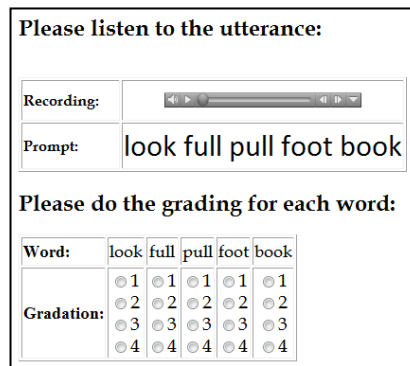 Please listen to the utterance:
Recording:
Prompt: look full pull foot book
Please do the grading for each word:
Word: look full pull foot book
Gradation: 1 1 1 1 1
2 2 2 2 2
3 3 3 3 3
4 4 4 4 4